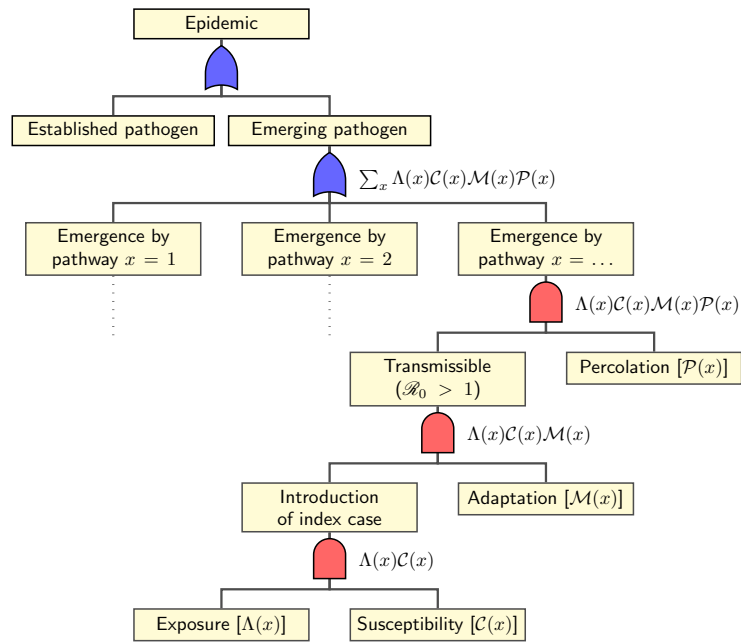 Epidemic
Established pathogen
Emerging pathogen
∑ₓ Λ(x)𝒞(x)ℳ(x)𝒫(x)
Emergence by
pathway x = 1
Emergence by
pathway x = 2
Emergence by
pathway x = ...
Λ(x)𝒞(x)ℳ(x)𝒫(x)
Transmissible
(ℛ₀ > 1)
Percolation [𝒫(x)]
Λ(x)𝒞(x)ℳ(x)
Introduction
of index case
Adaptation [ℳ(x)]
Λ(x)𝒞(x)
Exposure [Λ(x)]
Susceptibility [𝒞(x)]